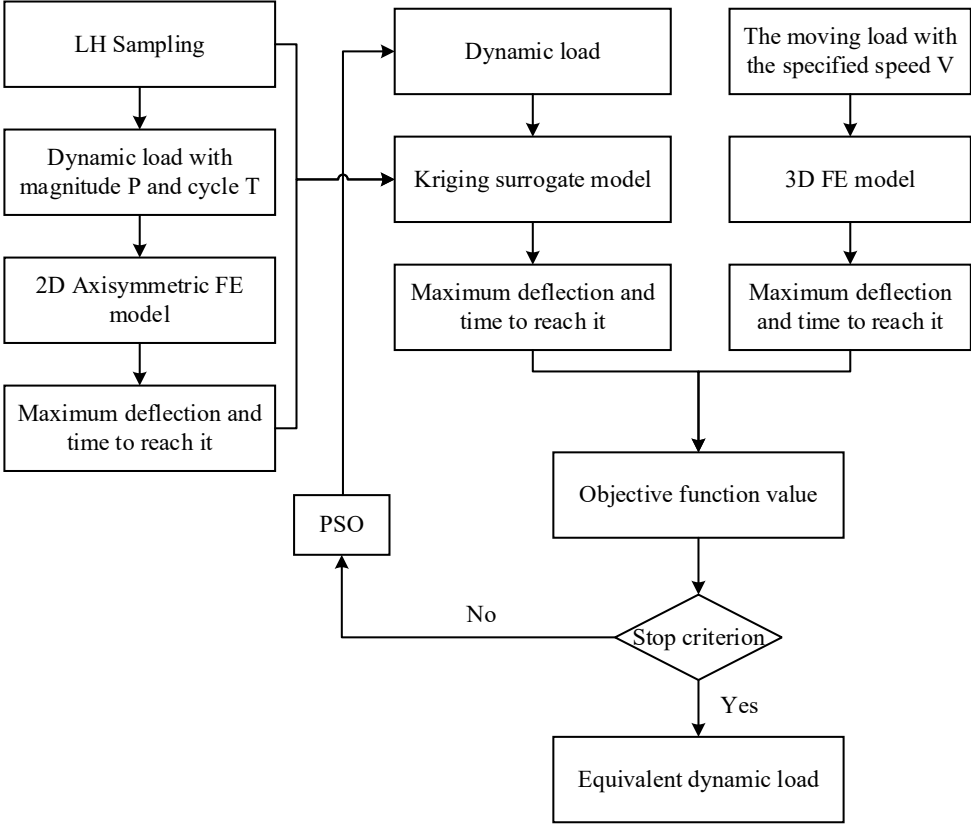 LH Sampling
Dynamic load with
magnitude P and cycle T
2D Axisymmetric FE
model
Maximum deflection and
time to reach it
Dynamic load
Kriging surrogate model
Maximum deflection and
time to reach it
The moving load with
the specified speed V
3D FE model
Maximum deflection
and time to reach it
Objective function value
PSO
No
Stop criterion
Yes
Equivalent dynamic load